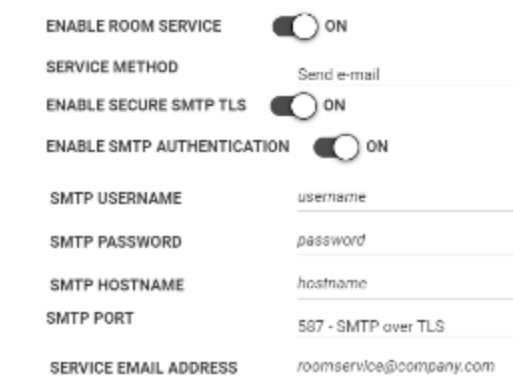 ENABLE ROOM SERVICE ON
SERVICE METHOD Send e-mail
ENABLE SECURE SMTP TLS ON
ENABLE SMTP AUTHENTICATION ON
SMTP USERNAME username
SMTP PASSWORD password
SMTP HOSTNAME hostname
SMTP PORT 587 - SMTP over TLS
SERVICE EMAIL ADDRESS roomservice@company.com